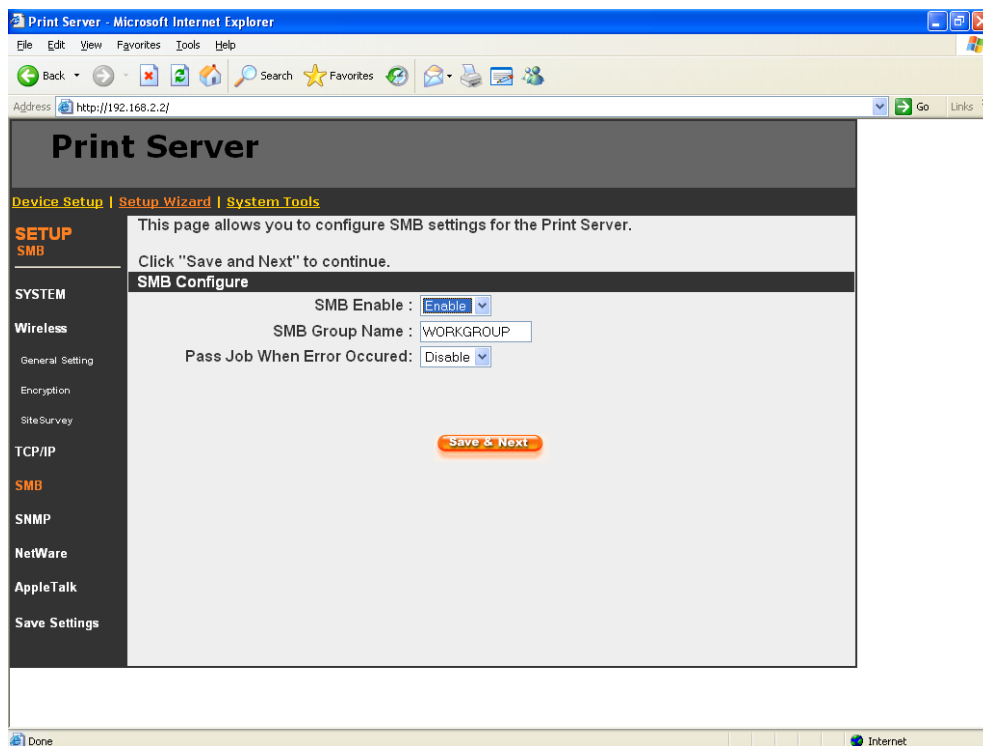 Print Server - Microsoft Internet Explorer
File Edit View Favorites Tools Help
Back Search Favorites
Address http://192.168.2.2/ Go Links
Print Server
Device Setup | Setup Wizard | System Tools
SETUP
SMB
SYSTEM
Wireless
General Setting
Encryption
SiteSurvey
TCP/IP
SMB
SNMP
NetWare
AppleTalk
Save Settings
This page allows you to configure SMB settings for the Print Server.
Click "Save and Next" to continue.
SMB Configure
SMB Enable : Enable
SMB Group Name : WORKGROUP
Pass Job When Error Occured: Disable
Save & Next
Done Internet